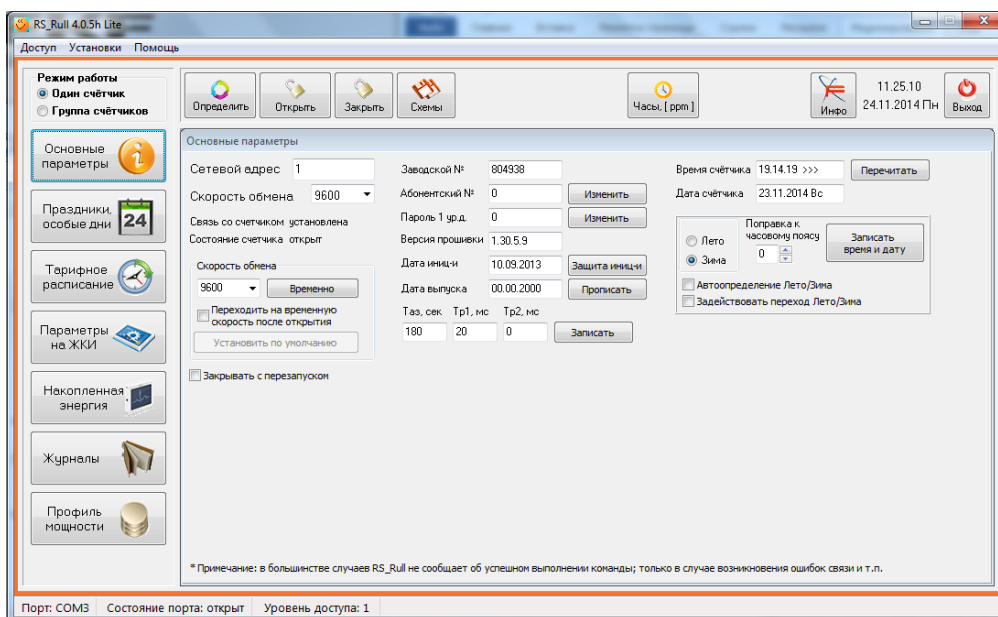 RS_Rull 4.0.5h Lite
Доступ Установки Помощь
Режим работы
Один счётчик
Группа счётчиков
Определить
Открыть
Закрыть
Схемы
Часы, [ ppm ]
Инфо
11.25.10
24.11.2014 Пн
Выход
Основные параметры
Праздники, особые дни
24
Тарифное расписание
Параметры на ЖКИ
Накопленная энергия
Журналы
Профиль мощности
Основные параметры
Сетевой адрес 1
Скорость обмена 9600
Связь со счетчиком установлена
Состояние счетчика открыт
Скорость обмена
9600 Временно
Переходить на временную
скорость после открытия
Установить по умолчанию
Закрывать с перезапуском
Заводской № 804938
Абонентский № 0 Изменить
Пароль 1 ур.д. 0 Изменить
Версия прошивки 1.30.5.9
Дата иниц-и 10.09.2013 Защита иниц-и
Дата выпуска 00.00.2000 Прописать
Таз, сек Тр1, мс Тр2, мс
180 20 0 Записать
Время счётчика 19.14.19 >>> Перечитать
Дата счётчика 23.11.2014 Вс
Лето
Зима
Поправка к
часовому поясу
0
Записать
время и дату
Автоопределение Лето/Зима
Задействовать переход Лето/Зима
* Примечание: в большинстве случаев RS_Rull не сообщает об успешном выполнении команды; только в случае возникновения ошибок связи и т.п.
Порт: COM3 Состояние порта: открыт Уровень доступа: 1